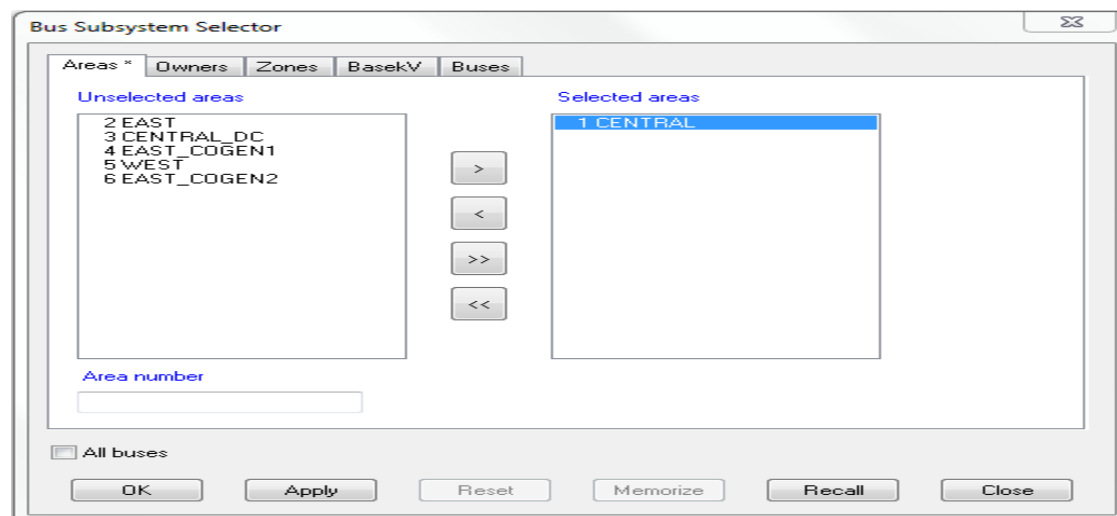 Bus Subsystem Selector
Areas * Owners Zones BasekV Buses
Unselected areas Selected areas
2 EAST
3 CENTRAL_DC
4 EAST_COGEN1
5 WEST
6 EAST_COGEN2
1 CENTRAL
>
<
>>
<<
Area number
All buses
OK Apply Reset Memorize Recall Close